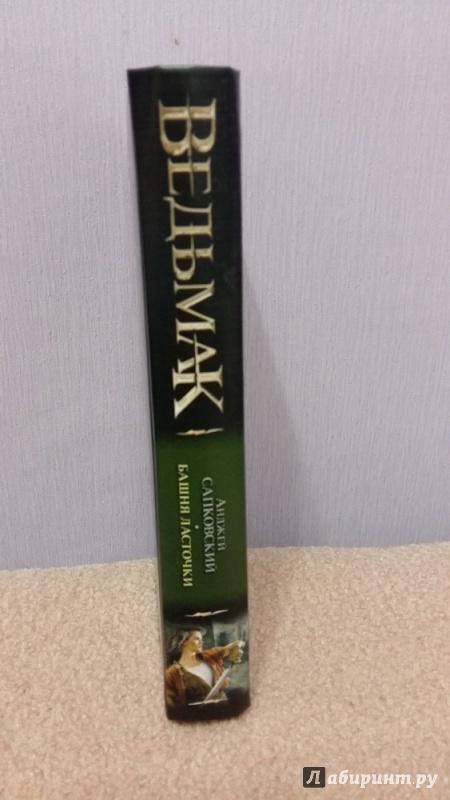 ВЕДЬМАК
Анджей
САПКОВСКИЙ
БАШНЯ ЛАСТОЧКИ
Лабиринт.ру